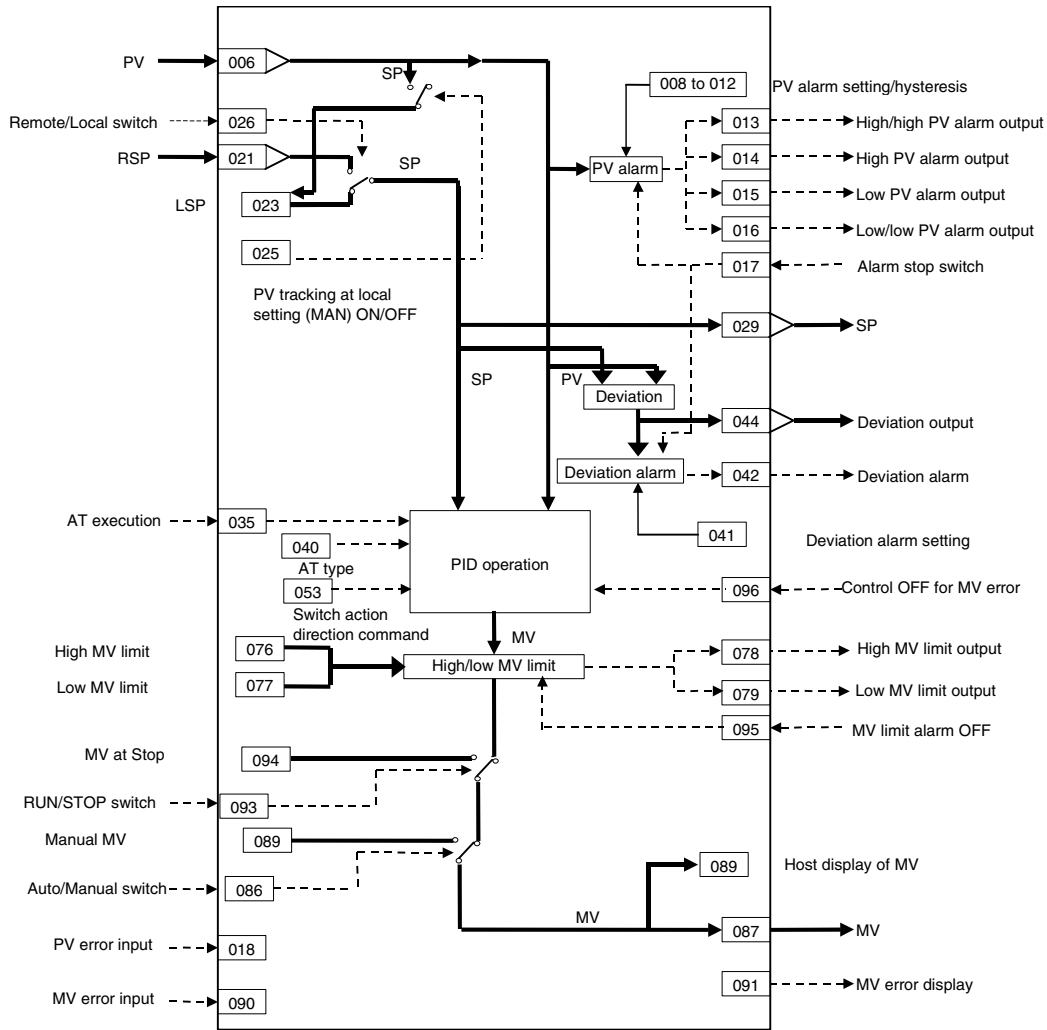 PV
006
SP
008 to 012
PV alarm setting/hysteresis
Remote/Local switch
026
013
High/high PV alarm output
RSP
021
SP
PV alarm
014
High PV alarm output
LSP
023
015
Low PV alarm output
016
Low/low PV alarm output
025
017
Alarm stop switch
PV tracking at local
setting (MAN) ON/OFF
029
SP
SP
PV
Deviation
044
Deviation output
Deviation alarm
042
Deviation alarm
AT execution
035
041
Deviation alarm setting
040
AT type
PID operation
053
096
Control OFF for MV error
Switch action
direction command
MV
High MV limit
076
078
High MV limit output
High/low MV limit
Low MV limit
077
079
Low MV limit output
095
MV limit alarm OFF
MV at Stop
094
RUN/STOP switch
093
Manual MV
089
089
Host display of MV
Auto/Manual switch
086
MV
087
MV
PV error input
018
091
MV error display
MV error input
090